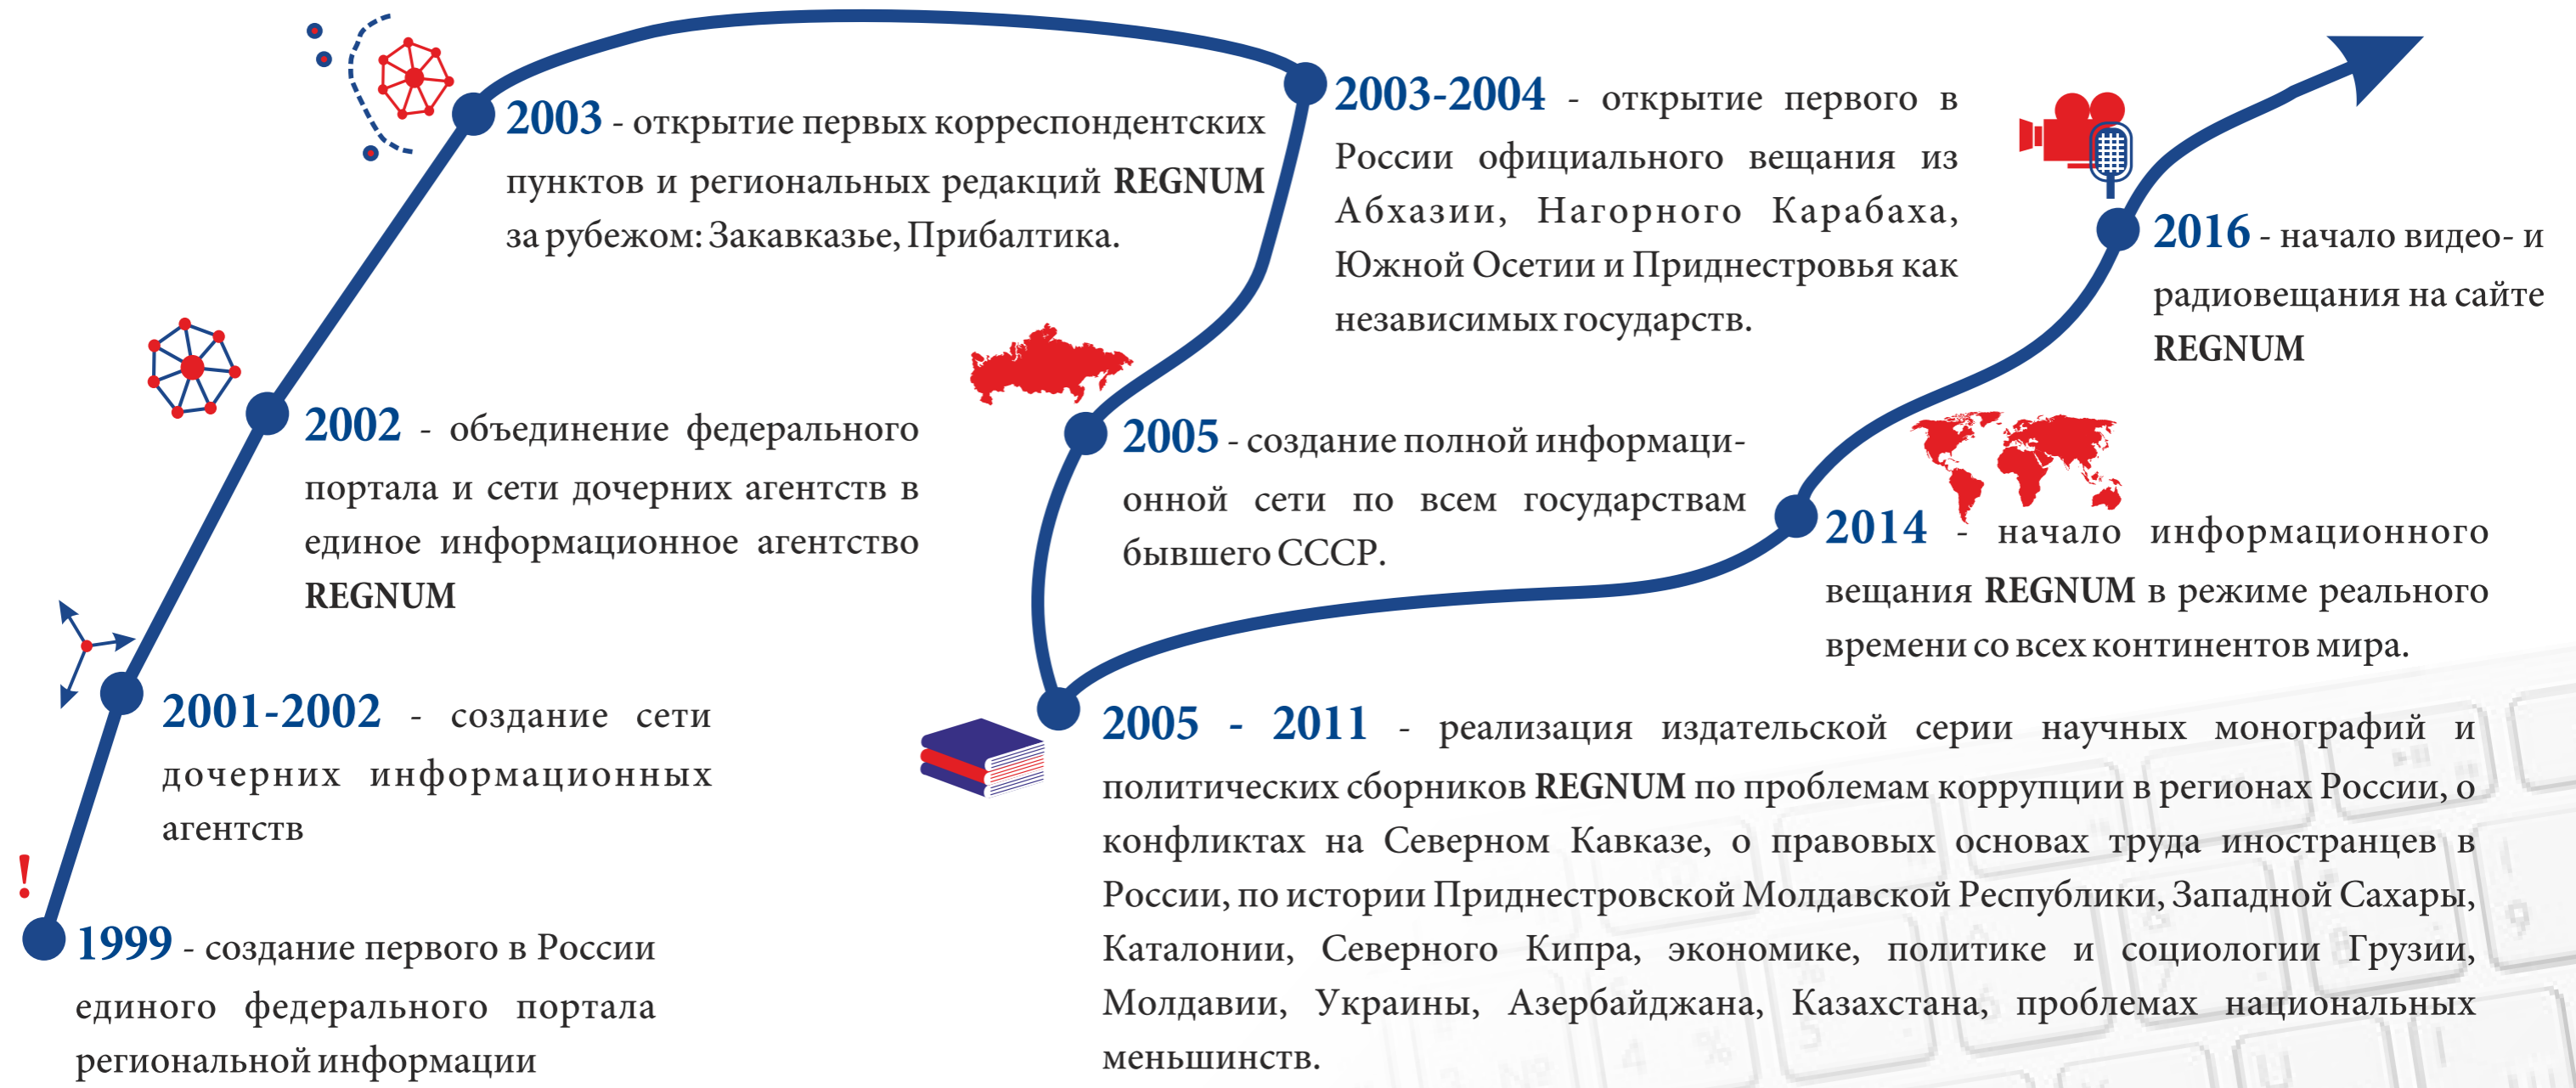 !
1999 - создание первого в России
единого федерального портала
региональной информации
2001-2002 - создание сети
дочерних информационных
агентств
2002 - объединение федерального
портала и сети дочерних агентств в
единое информационное агентство
REGNUM
2003 - открытие первых корреспондентских
пунктов и региональных редакций REGNUM
за рубежом: Закавказье, Прибалтика.
2003-2004 - открытие первого в
России официального вещания из
Абхазии, Нагорного Карабаха,
Южной Осетии и Приднестровья как
независимых государств.
2005 - создание полной информаци-
онной сети по всем государствам
бывшего СССР.
2005 - 2011 - реализация издательской серии научных монографий и
политических сборников REGNUM по проблемам коррупции в регионах России, о
конфликтах на Северном Кавказе, о правовых основах труда иностранцев в
России, по истории Приднестровской Молдавской Республики, Западной Сахары,
Каталонии, Северного Кипра, экономике, политике и социологии Грузии,
Молдавии, Украины, Азербайджана, Казахстана, проблемах национальных
меньшинств.
2014 - начало информационного
вещания REGNUM в режиме реального
времени со всех континентов мира.
2016 - начало видео- и
радиовещания на сайте
REGNUM